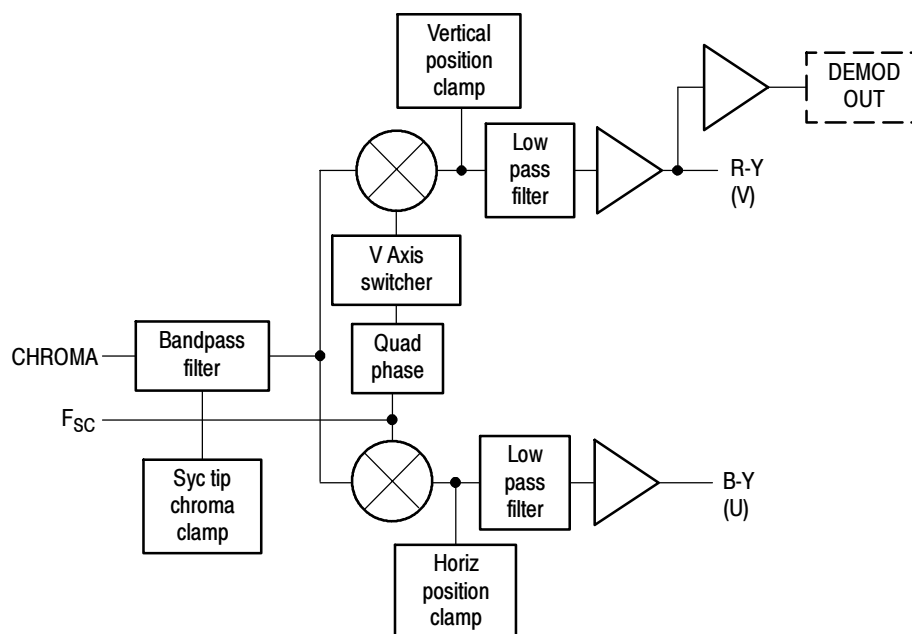 Vertical
position
clamp
DEMOD
OUT
Low
pass
filter
R-Y
(V)
V Axis
switcher
Bandpass
filter
Quad
phase
CHROMA
FSC
Syc tip
chroma
clamp
Low
pass
filter
B-Y
(U)
Horiz
position
clamp